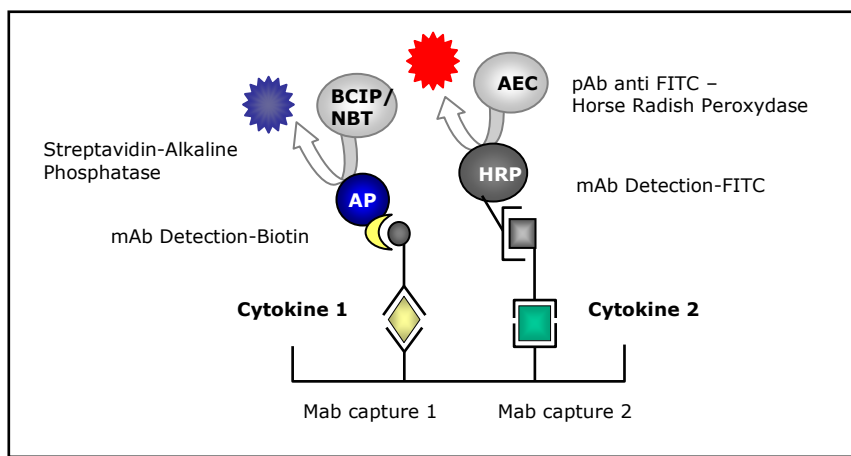 BCIP/
NBT
AEC
pAb anti FITC –
Horse Radish Peroxydase
Streptavidin-Alkaline
Phosphatase
HRP
mAb Detection-FITC
AP
mAb Detection-Biotin
Cytokine 1
Cytokine 2
Mab capture 1
Mab capture 2